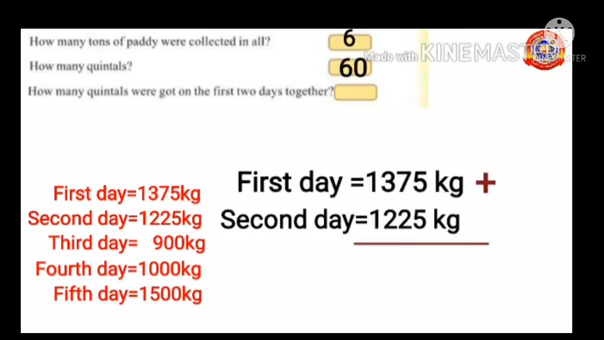 How many tons of paddy were collected in all? 6
Made with KINEMASTER
How many quintals? 60
How many quintals were got on the first two days together?
First day =1375 kg +
First day=1375kg
Second day=1225kg Second day=1225 kg
Third day= 900kg
Fourth day=1000kg
Fifth day=1500kg